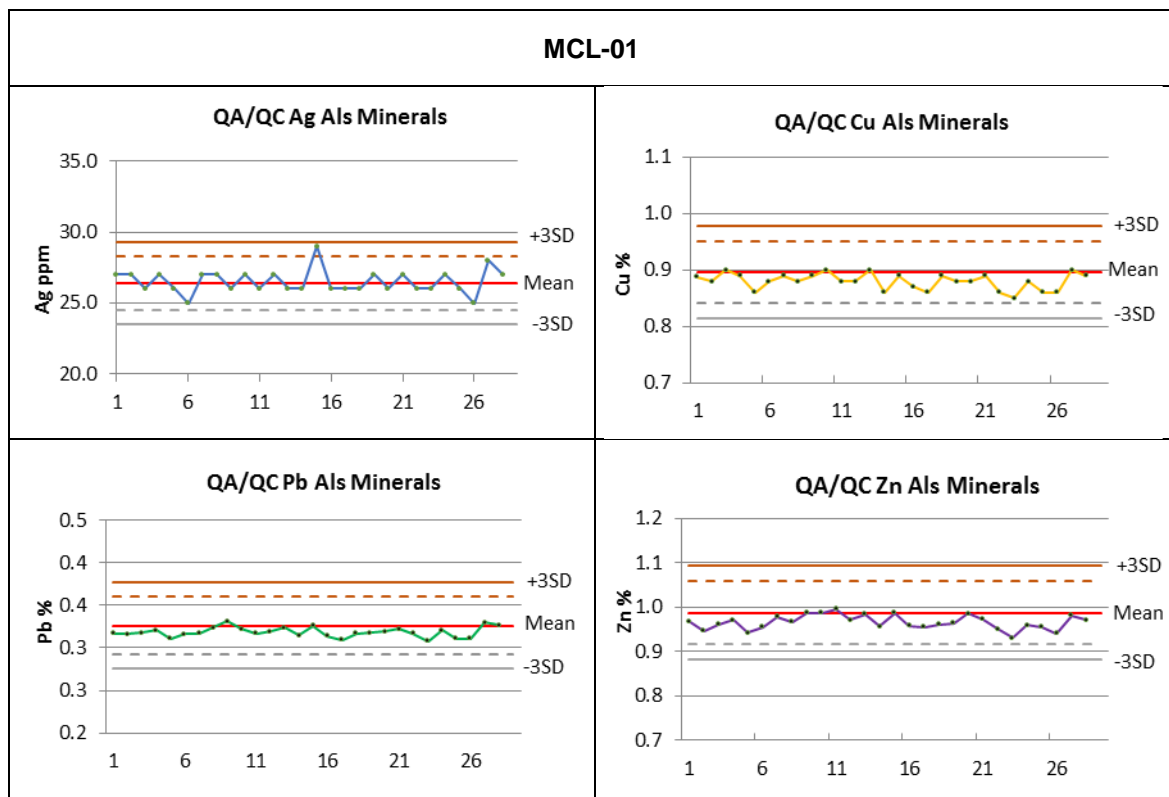 MCL-01
QA/QC Ag Als Minerals
35.0
30.0
25.0
20.0
Ag ppm
+3SD
Mean
-3SD
1 6 11 16 21 26
QA/QC Cu Als Minerals
1.1
1.0
0.9
0.8
0.7
Cu %
+3SD
Mean
-3SD
1 6 11 16 21 26
QA/QC Pb Als Minerals
0.5
0.4
0.4
0.3
0.3
0.2
Pb %
+3SD
Mean
-3SD
1 6 11 16 21 26
QA/QC Zn Als Minerals
1.2
1.1
1.0
0.9
0.8
0.7
Zn %
+3SD
Mean
-3SD
1 6 11 16 21 26